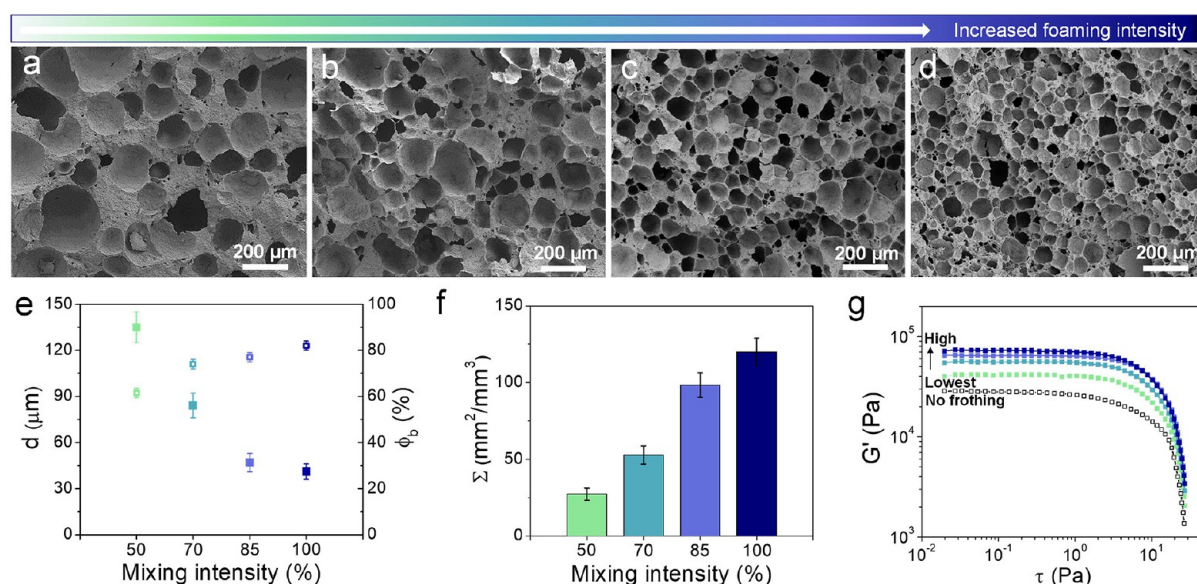 Increased foaming intensity
a
b
c
d
200 μm
200 μm
200 μm
200 μm
e
150
120
90
60
30
0
d (μm)
100
80
60
40
20
0
ϕb (%)
50 70 85 100
Mixing intensity (%)
f
150
100
50
0
Σ (mm²/mm³)
50 70 85 100
Mixing intensity (%)
g
10⁵
10⁴
10³
G' (Pa)
High
Lowest
No frothing
10⁻² 10⁻¹ 10⁰ 10¹
τ (Pa)